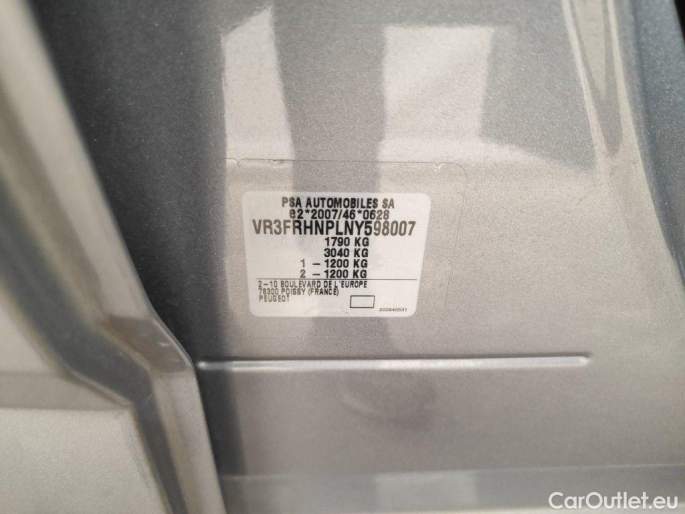 PSA AUTOMOBILES SA
e2*2007/46*0628
VR3FRHNPLNY598007
1790 KG
3040 KG
1 - 1200 KG
2 - 1200 KG
2-10 BOULEVARD DE L'EUROPE
78300 POISSY (FRANCE)
PEUGEOT
CarOutlet.eu